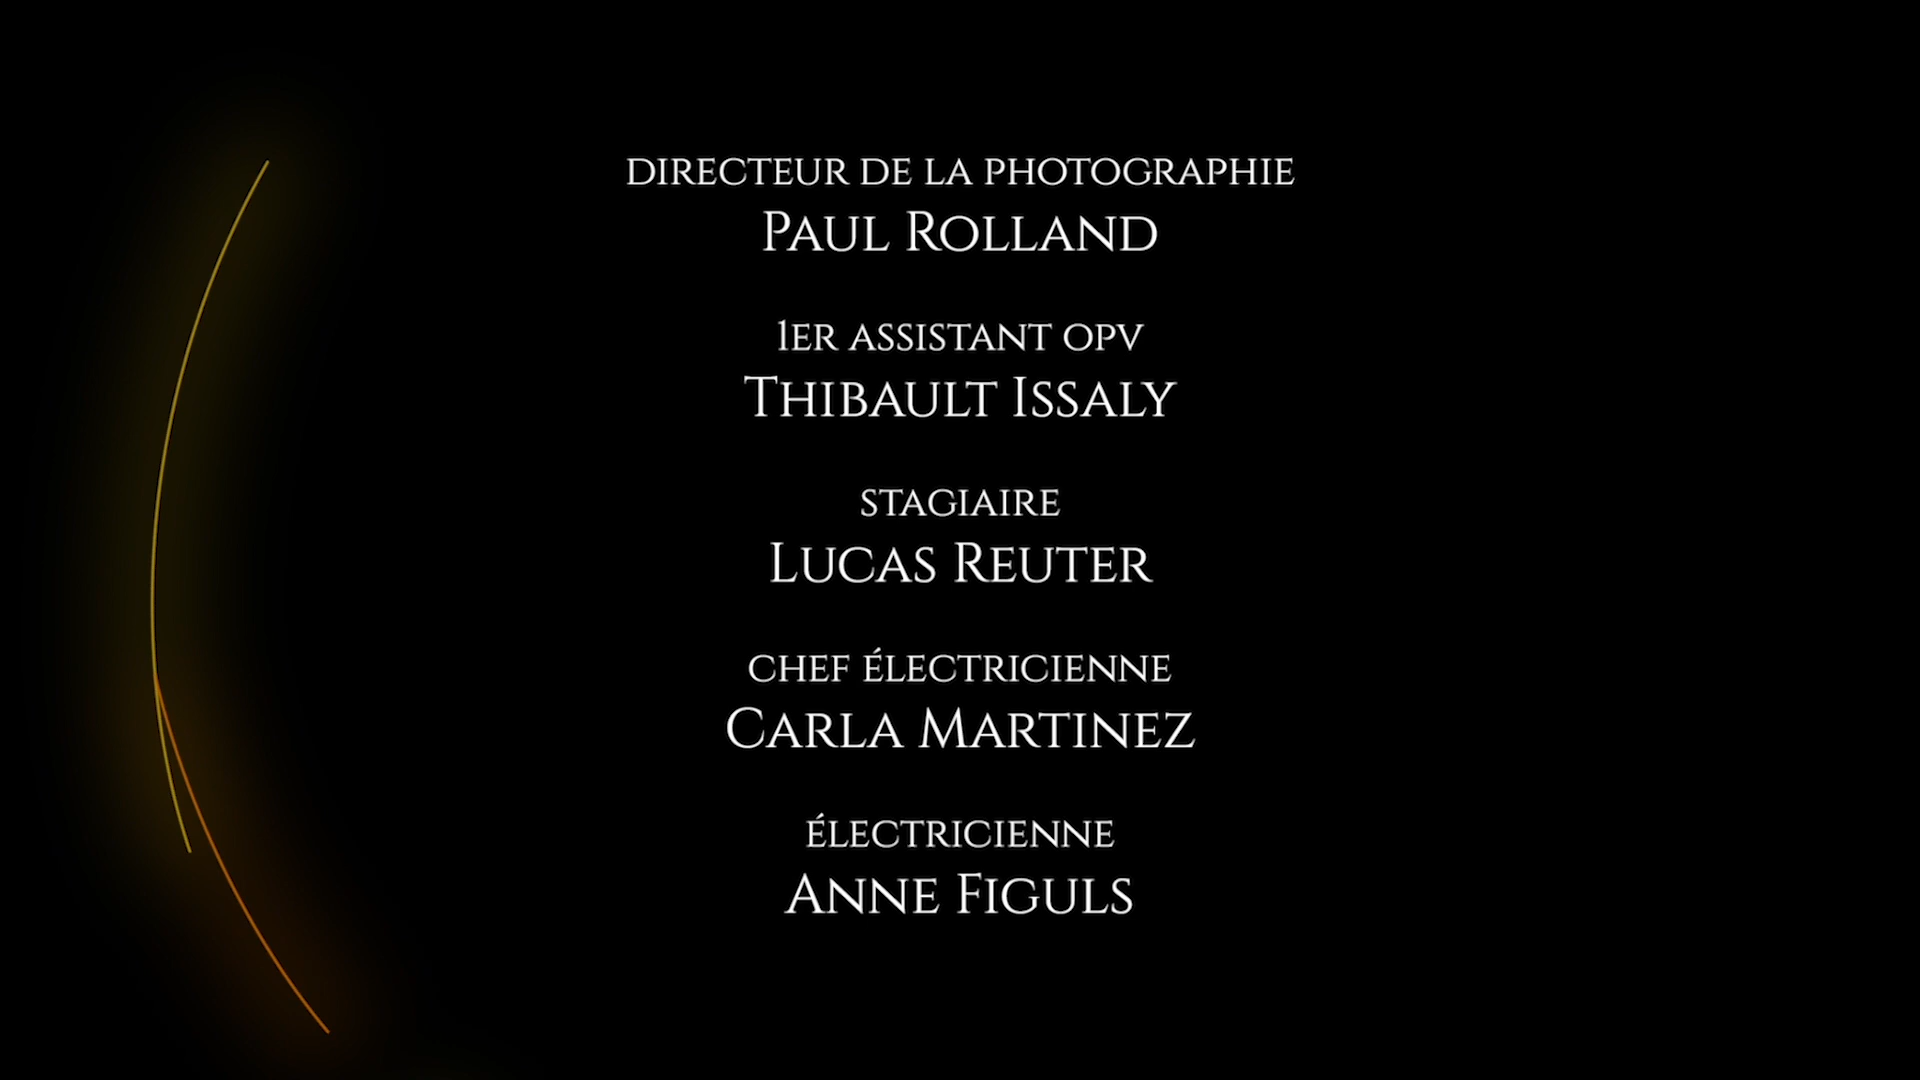 DIRECTEUR DE LA PHOTOGRAPHIE
PAUL ROLLAND
1ER ASSISTANT OPV
THIBAULT ISSALY
STAGIAIRE
LUCAS REUTER
CHEF ÉLECTRICIENNE
CARLA MARTINEZ
ÉLECTRICIENNE
ANNE FIGULS